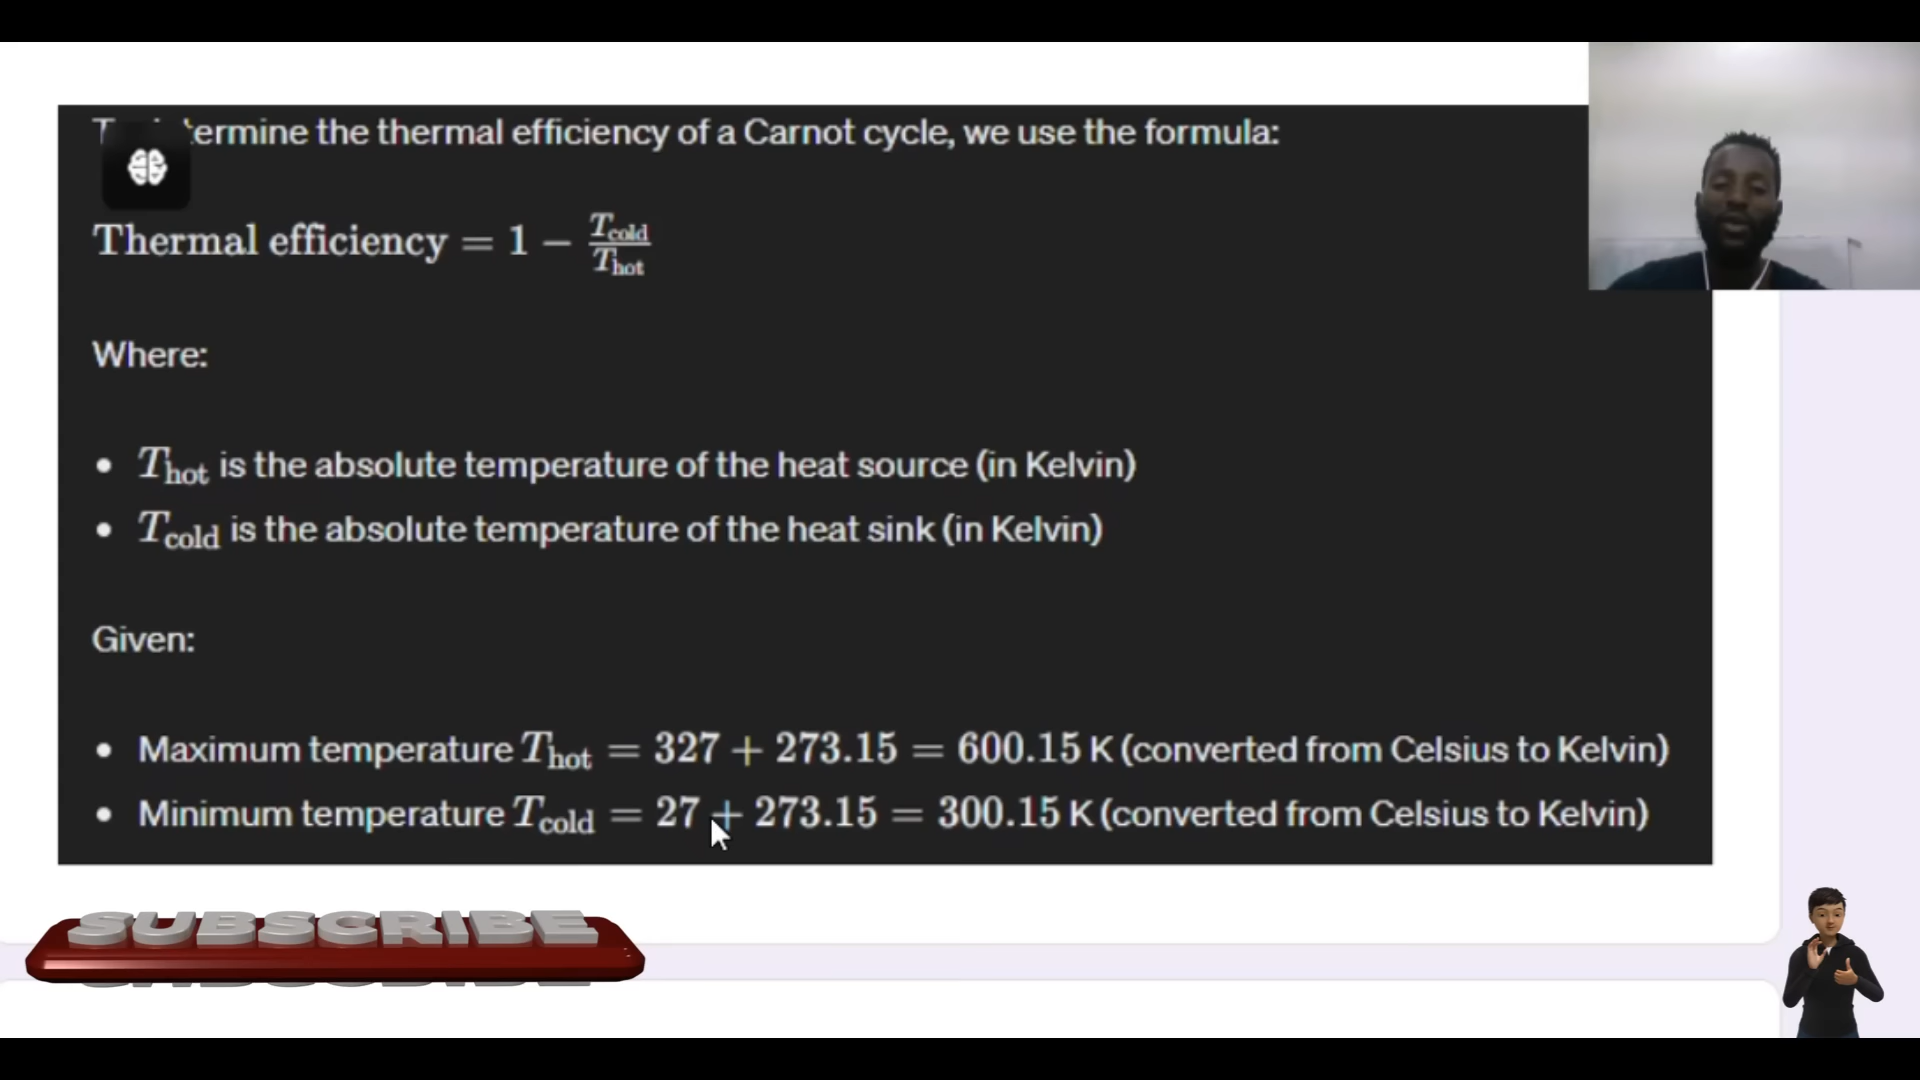 termine the thermal efficiency of a Carnot cycle, we use the formula:
Thermal efficiency = 1 − T_cold / T_hot
Where:
• T_hot is the absolute temperature of the heat source (in Kelvin)
• T_cold is the absolute temperature of the heat sink (in Kelvin)
Given:
• Maximum temperature T_hot = 327 + 273.15 = 600.15 K (converted from Celsius to Kelvin)
• Minimum temperature T_cold = 27 + 273.15 = 300.15 K (converted from Celsius to Kelvin)
SUBSCRIBE